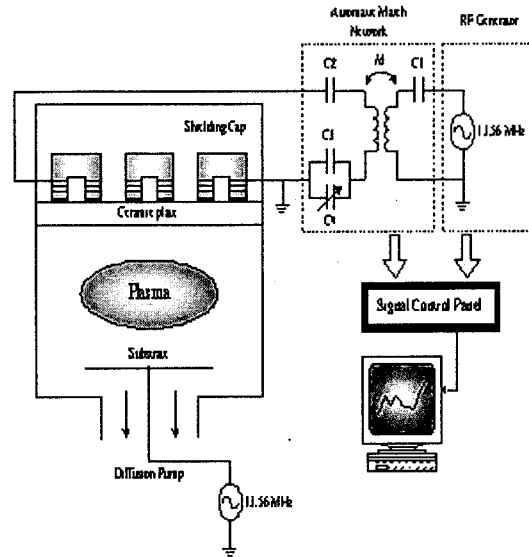 Automatic Match
Network
RF Generator
C2
M
C1
Shielding Cap
C3
13.56 MHz
Ceramic plate
C4
Plasma
Signal Control Panel
Substrate
Diffusion Pump
13.56 MHz